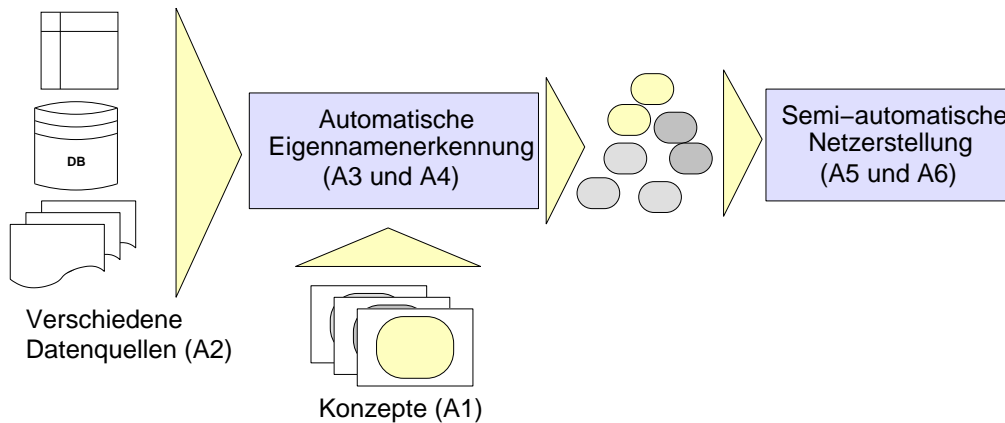 DB
Verschiedene
Datenquellen (A2)
Automatische
Eigennamenerkennung
(A3 und A4)
Konzepte (A1)
Semi−automatische
Netzerstellung
(A5 und A6)